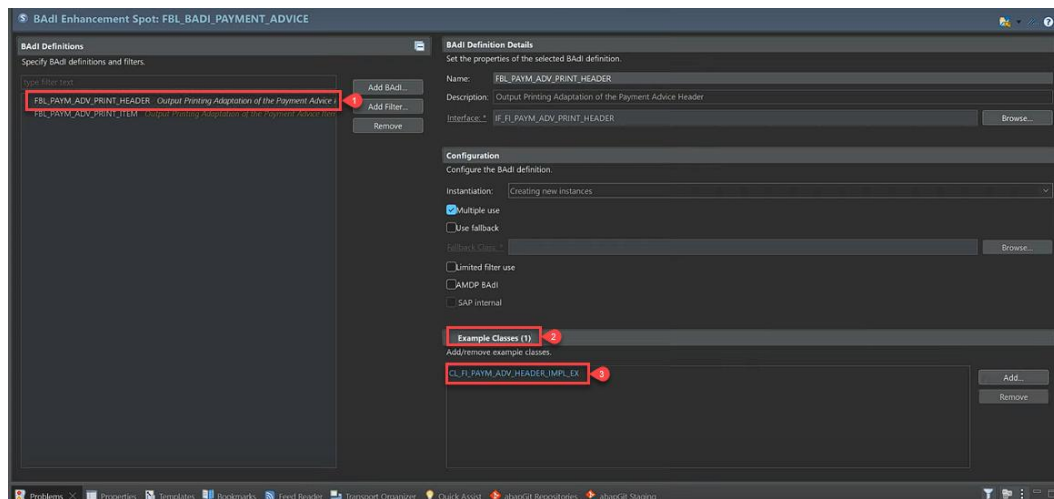 BAdI Enhancement Spot: FBL_BADI_PAYMENT_ADVICE
BAdI Definitions
Specify BAdI definitions and filters.
type filter text
Add BAdI...
FBL_PAYM_ADV_PRINT_HEADER Output Printing Adaptation of the Payment Advice
1
Add Filter...
FBL_PAYM_ADV_PRINT_ITEM Output Printing Adaptation of the Payment Advice Item
Remove
BAdI Definition Details
Set the properties of the selected BAdI definition.
Name: FBL_PAYM_ADV_PRINT_HEADER
Description: Output Printing Adaptation of the Payment Advice Header
Interface: * IF_FI_PAYM_ADV_PRINT_HEADER
Browse...
Configuration
Configure the BAdI definition.
Instantiation: Creating new instances
Multiple use
Use fallback
Fallback Class: *
Browse...
Limited filter use
AMDP BAdI
SAP internal
Example Classes (1)
2
Add/remove example classes.
CL_FI_PAYM_ADV_HEADER_IMPL_EX
3
Add...
Remove
Problems
Properties
Templates
Bookmarks
Feed Reader
Transport Organizer
Quick Assist
abapGit Repositories
abapGit Staging